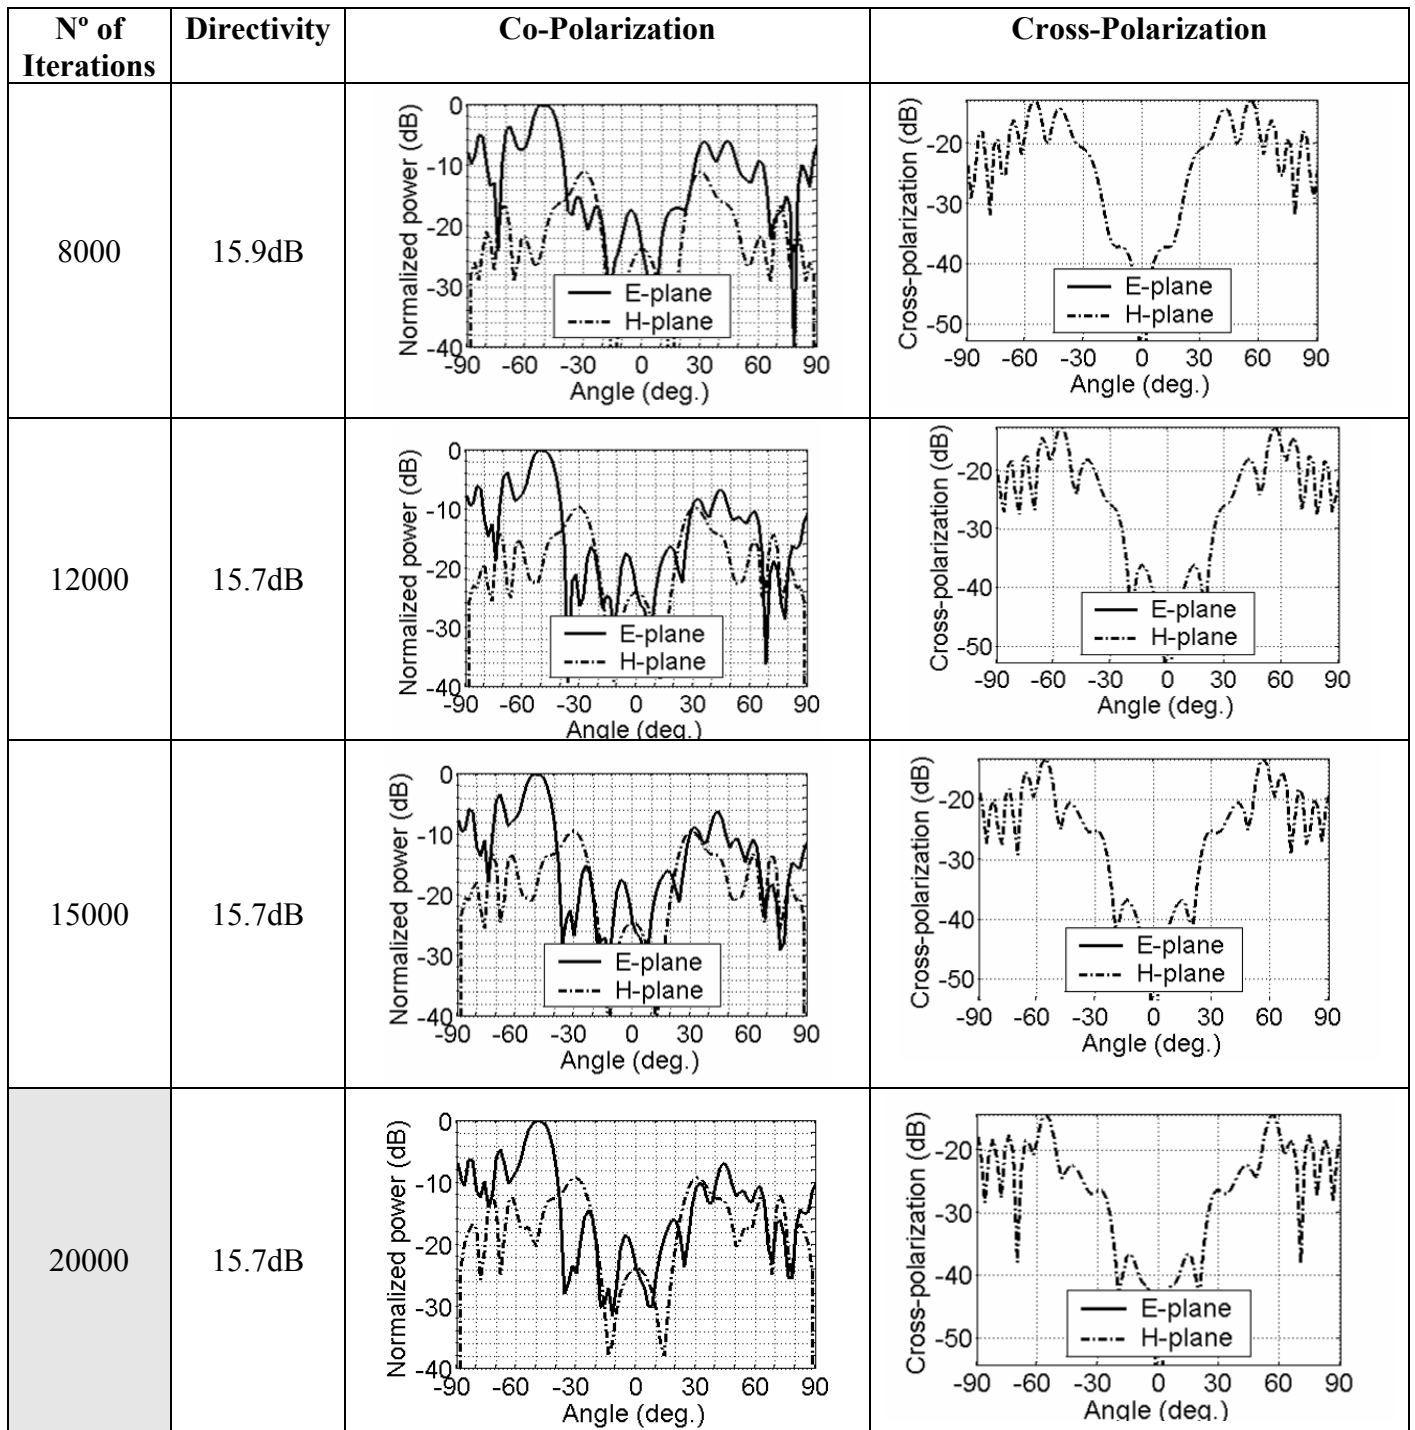 Nº of Iterations
Directivity
Co-Polarization
Cross-Polarization
8000
15.9dB
Normalized power (dB)
0
-10
-20
-30
-40
E-plane
H-plane
-90 -60 -30 0 30 60 90
Angle (deg.)
Cross-polarization (dB)
-20
-30
-40
-50
E-plane
H-plane
-90 -60 -30 0 30 60 90
Angle (deg.)
12000
15.7dB
Normalized power (dB)
0
-10
-20
-30
-40
E-plane
H-plane
-90 -60 -30 0 30 60 90
Angle (deg.)
Cross-polarization (dB)
-20
-30
-40
-50
E-plane
H-plane
-90 -60 -30 0 30 60 90
Angle (deg.)
15000
15.7dB
Normalized power (dB)
0
-10
-20
-30
-40
E-plane
H-plane
-90 -60 -30 0 30 60 90
Angle (deg.)
Cross-polarization (dB)
-20
-30
-40
-50
E-plane
H-plane
-90 -60 -30 0 30 60 90
Angle (deg.)
20000
15.7dB
Normalized power (dB)
0
-10
-20
-30
-40
-90 -60 -30 0 30 60 90
Angle (deg.)
Cross-polarization (dB)
-20
-30
-40
-50
E-plane
H-plane
-90 -60 -30 0 30 60 90
Angle (deg.)